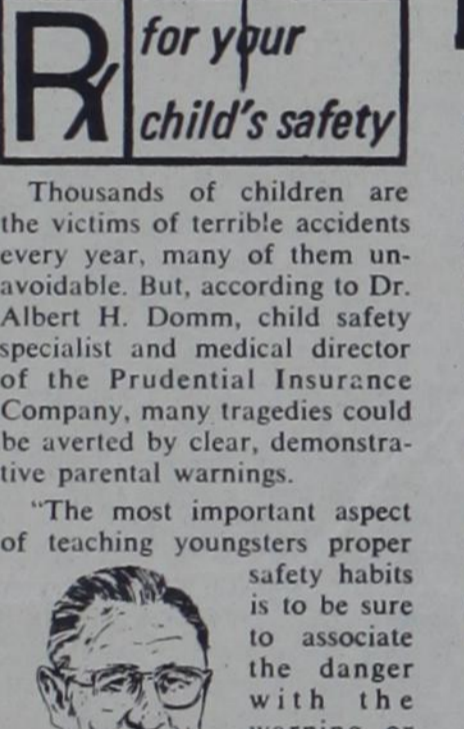 Rx
for your
child's safety
Thousands of children are
the victims of terrible accidents
every year, many of them un-
avoidable. But, according to Dr.
Albert H. Domm, child safety
specialist and medical director
of the Prudential Insurance
Company, many tragedies could
be averted by clear, demonstra-
tive parental warnings.
"The most important aspect
of teaching youngsters proper
safety habits
is to be sure
to associate
the danger
with the